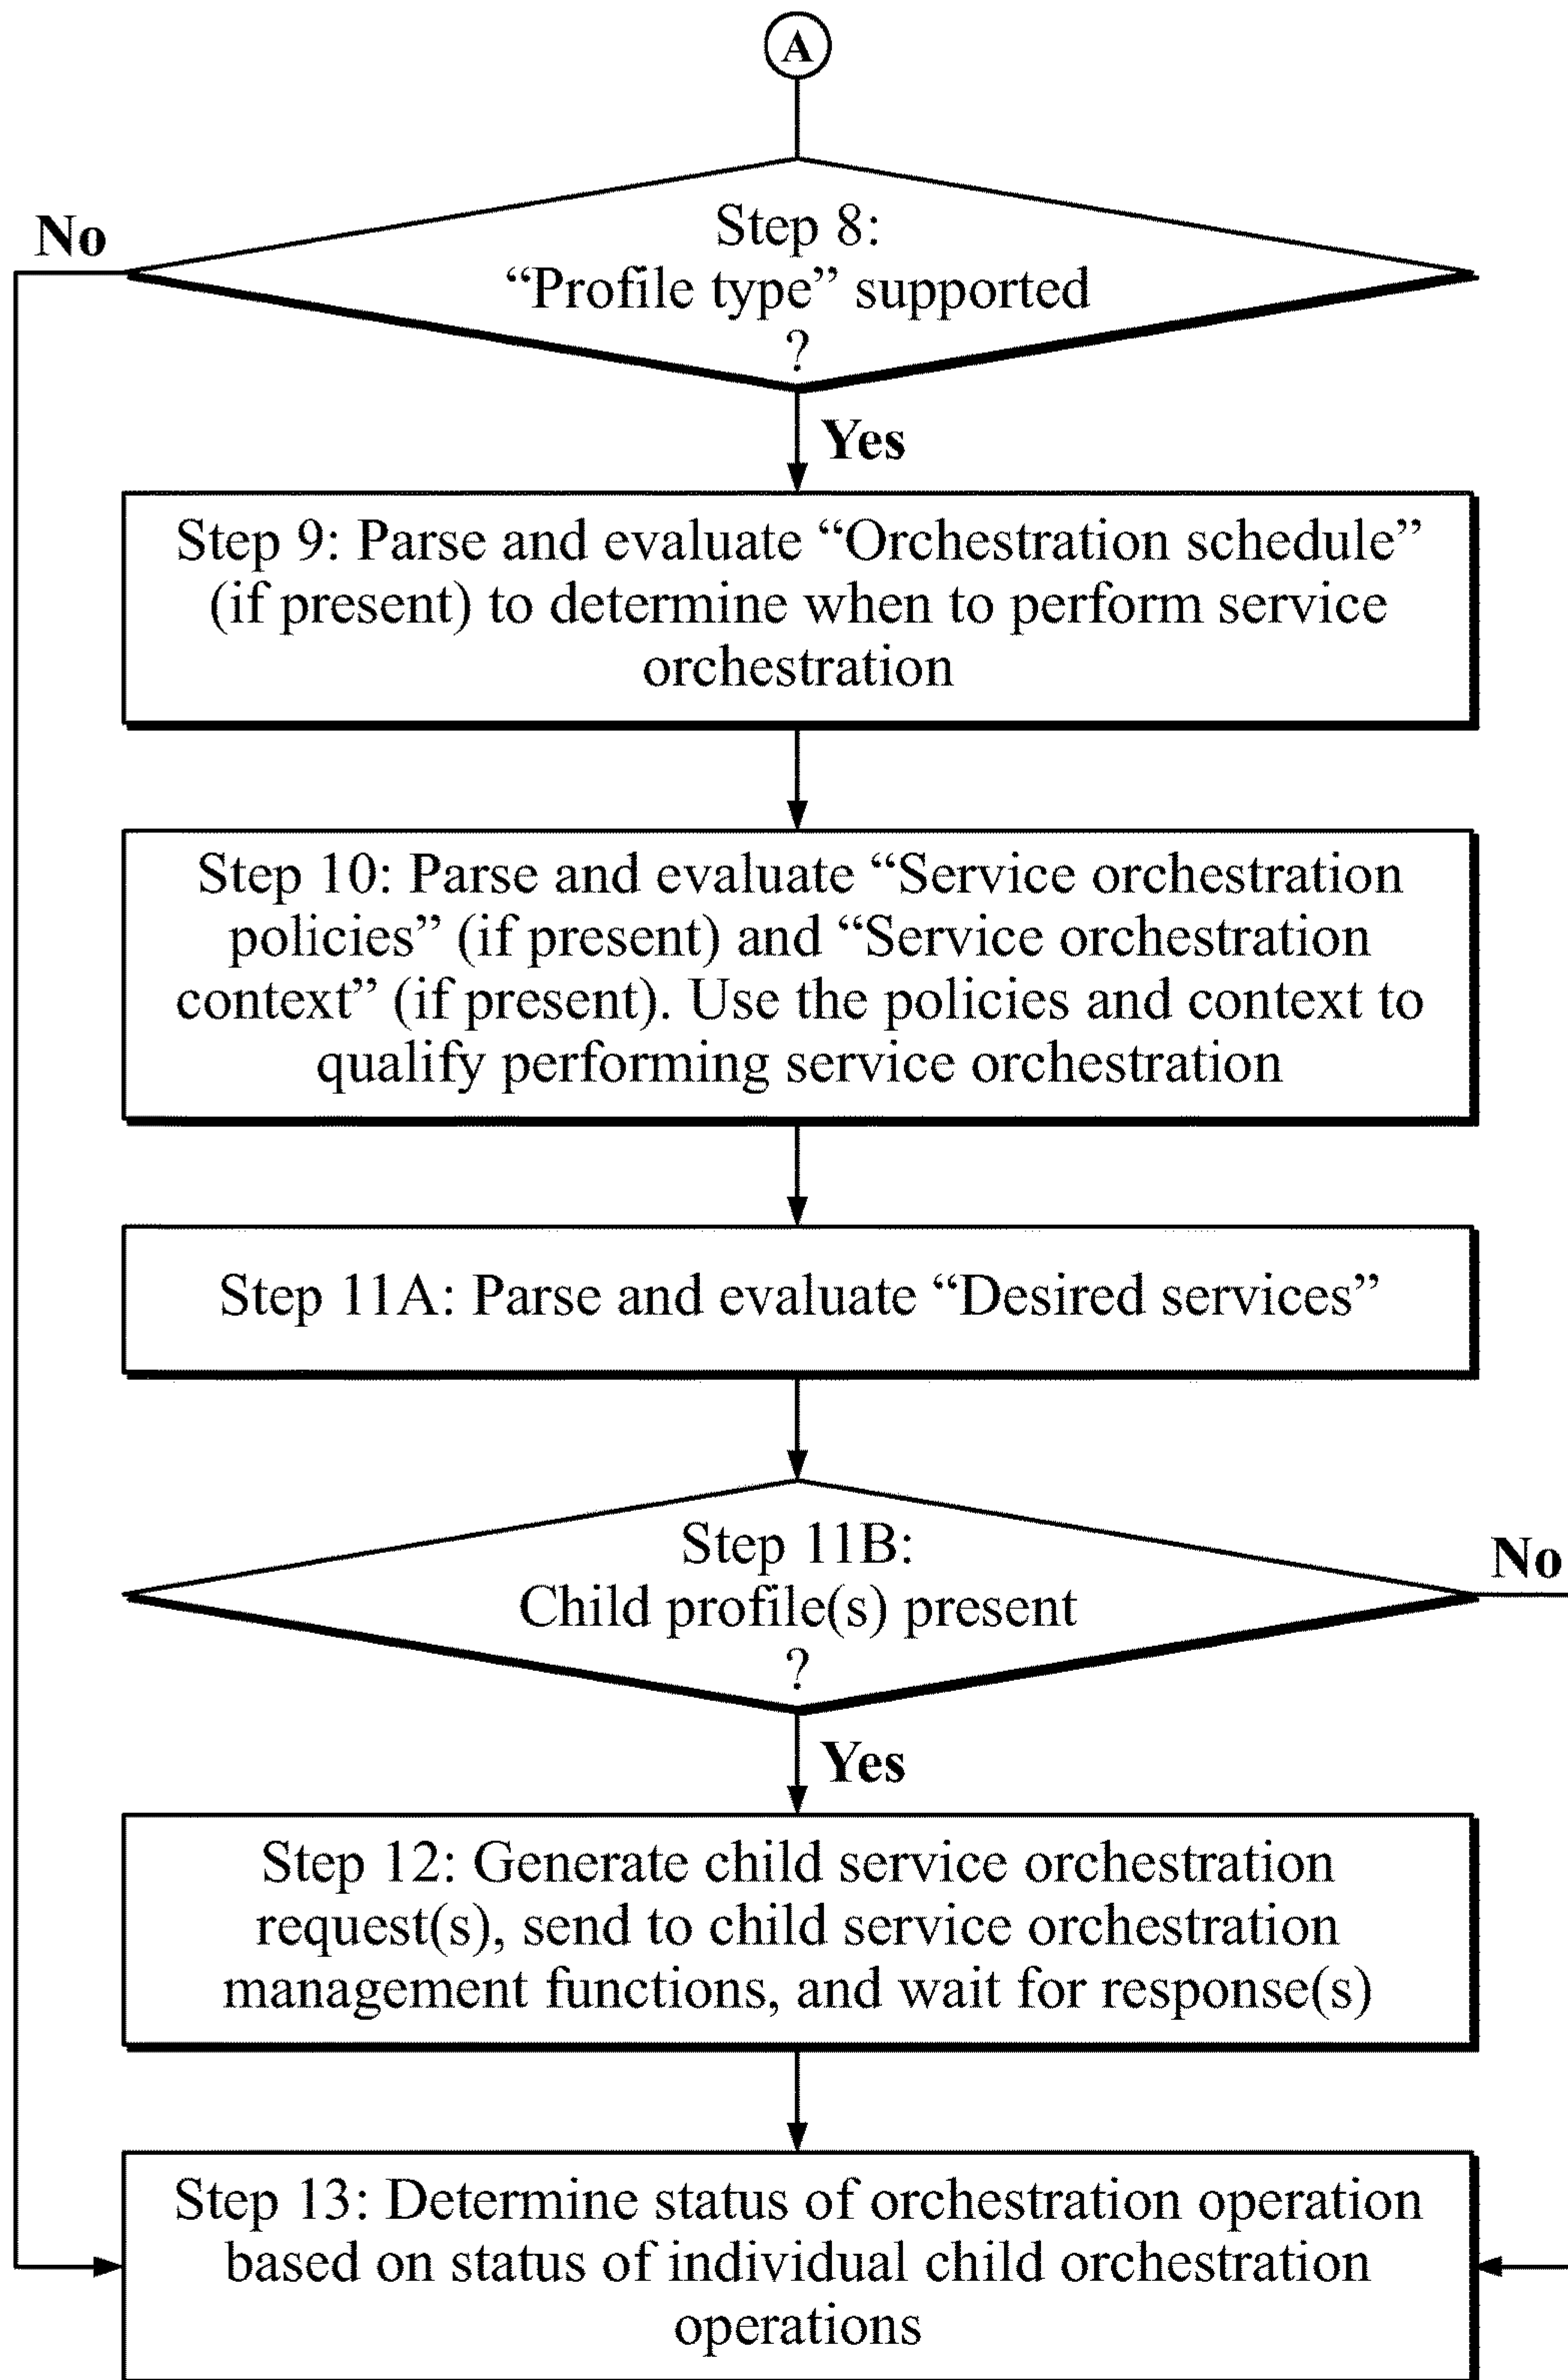 A
Step 8:
No
“Profile type” supported
?
Yes
Step 9: Parse and evaluate “Orchestration schedule”
(if present) to determine when to perform service
orchestration
Step 10: Parse and evaluate “Service orchestration
policies” (if present) and “Service orchestration
context” (if present). Use the policies and context to
qualify performing service orchestration
Step 11A: Parse and evaluate “Desired services”
Step 11B:
No
Child profile(s) present
?
Yes
Step 12: Generate child service orchestration
request(s), send to child service orchestration
management functions, and wait for response(s)
Step 13: Determine status of orchestration operation
based on status of individual child orchestration
operations